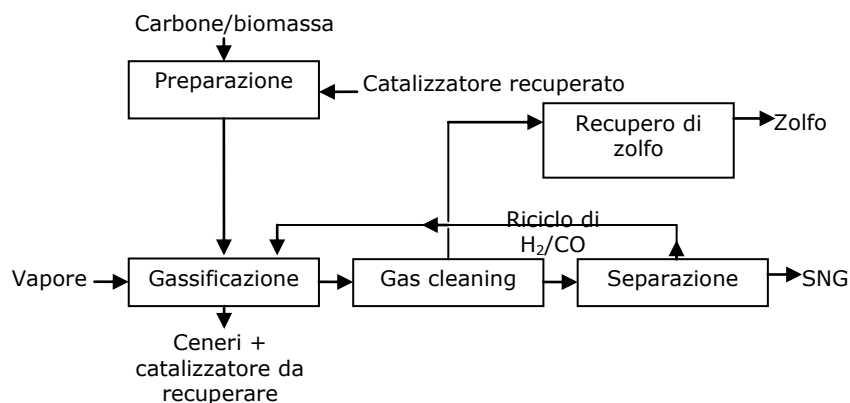 Carbone/biomassa
Preparazione
Catalizzatore recuperato
Recupero di
zolfo
Zolfo
Riciclo di
H₂/CO
Vapore
Gassificazione
Gas cleaning
Separazione
SNG
Ceneri +
catalizzatore da
recuperare